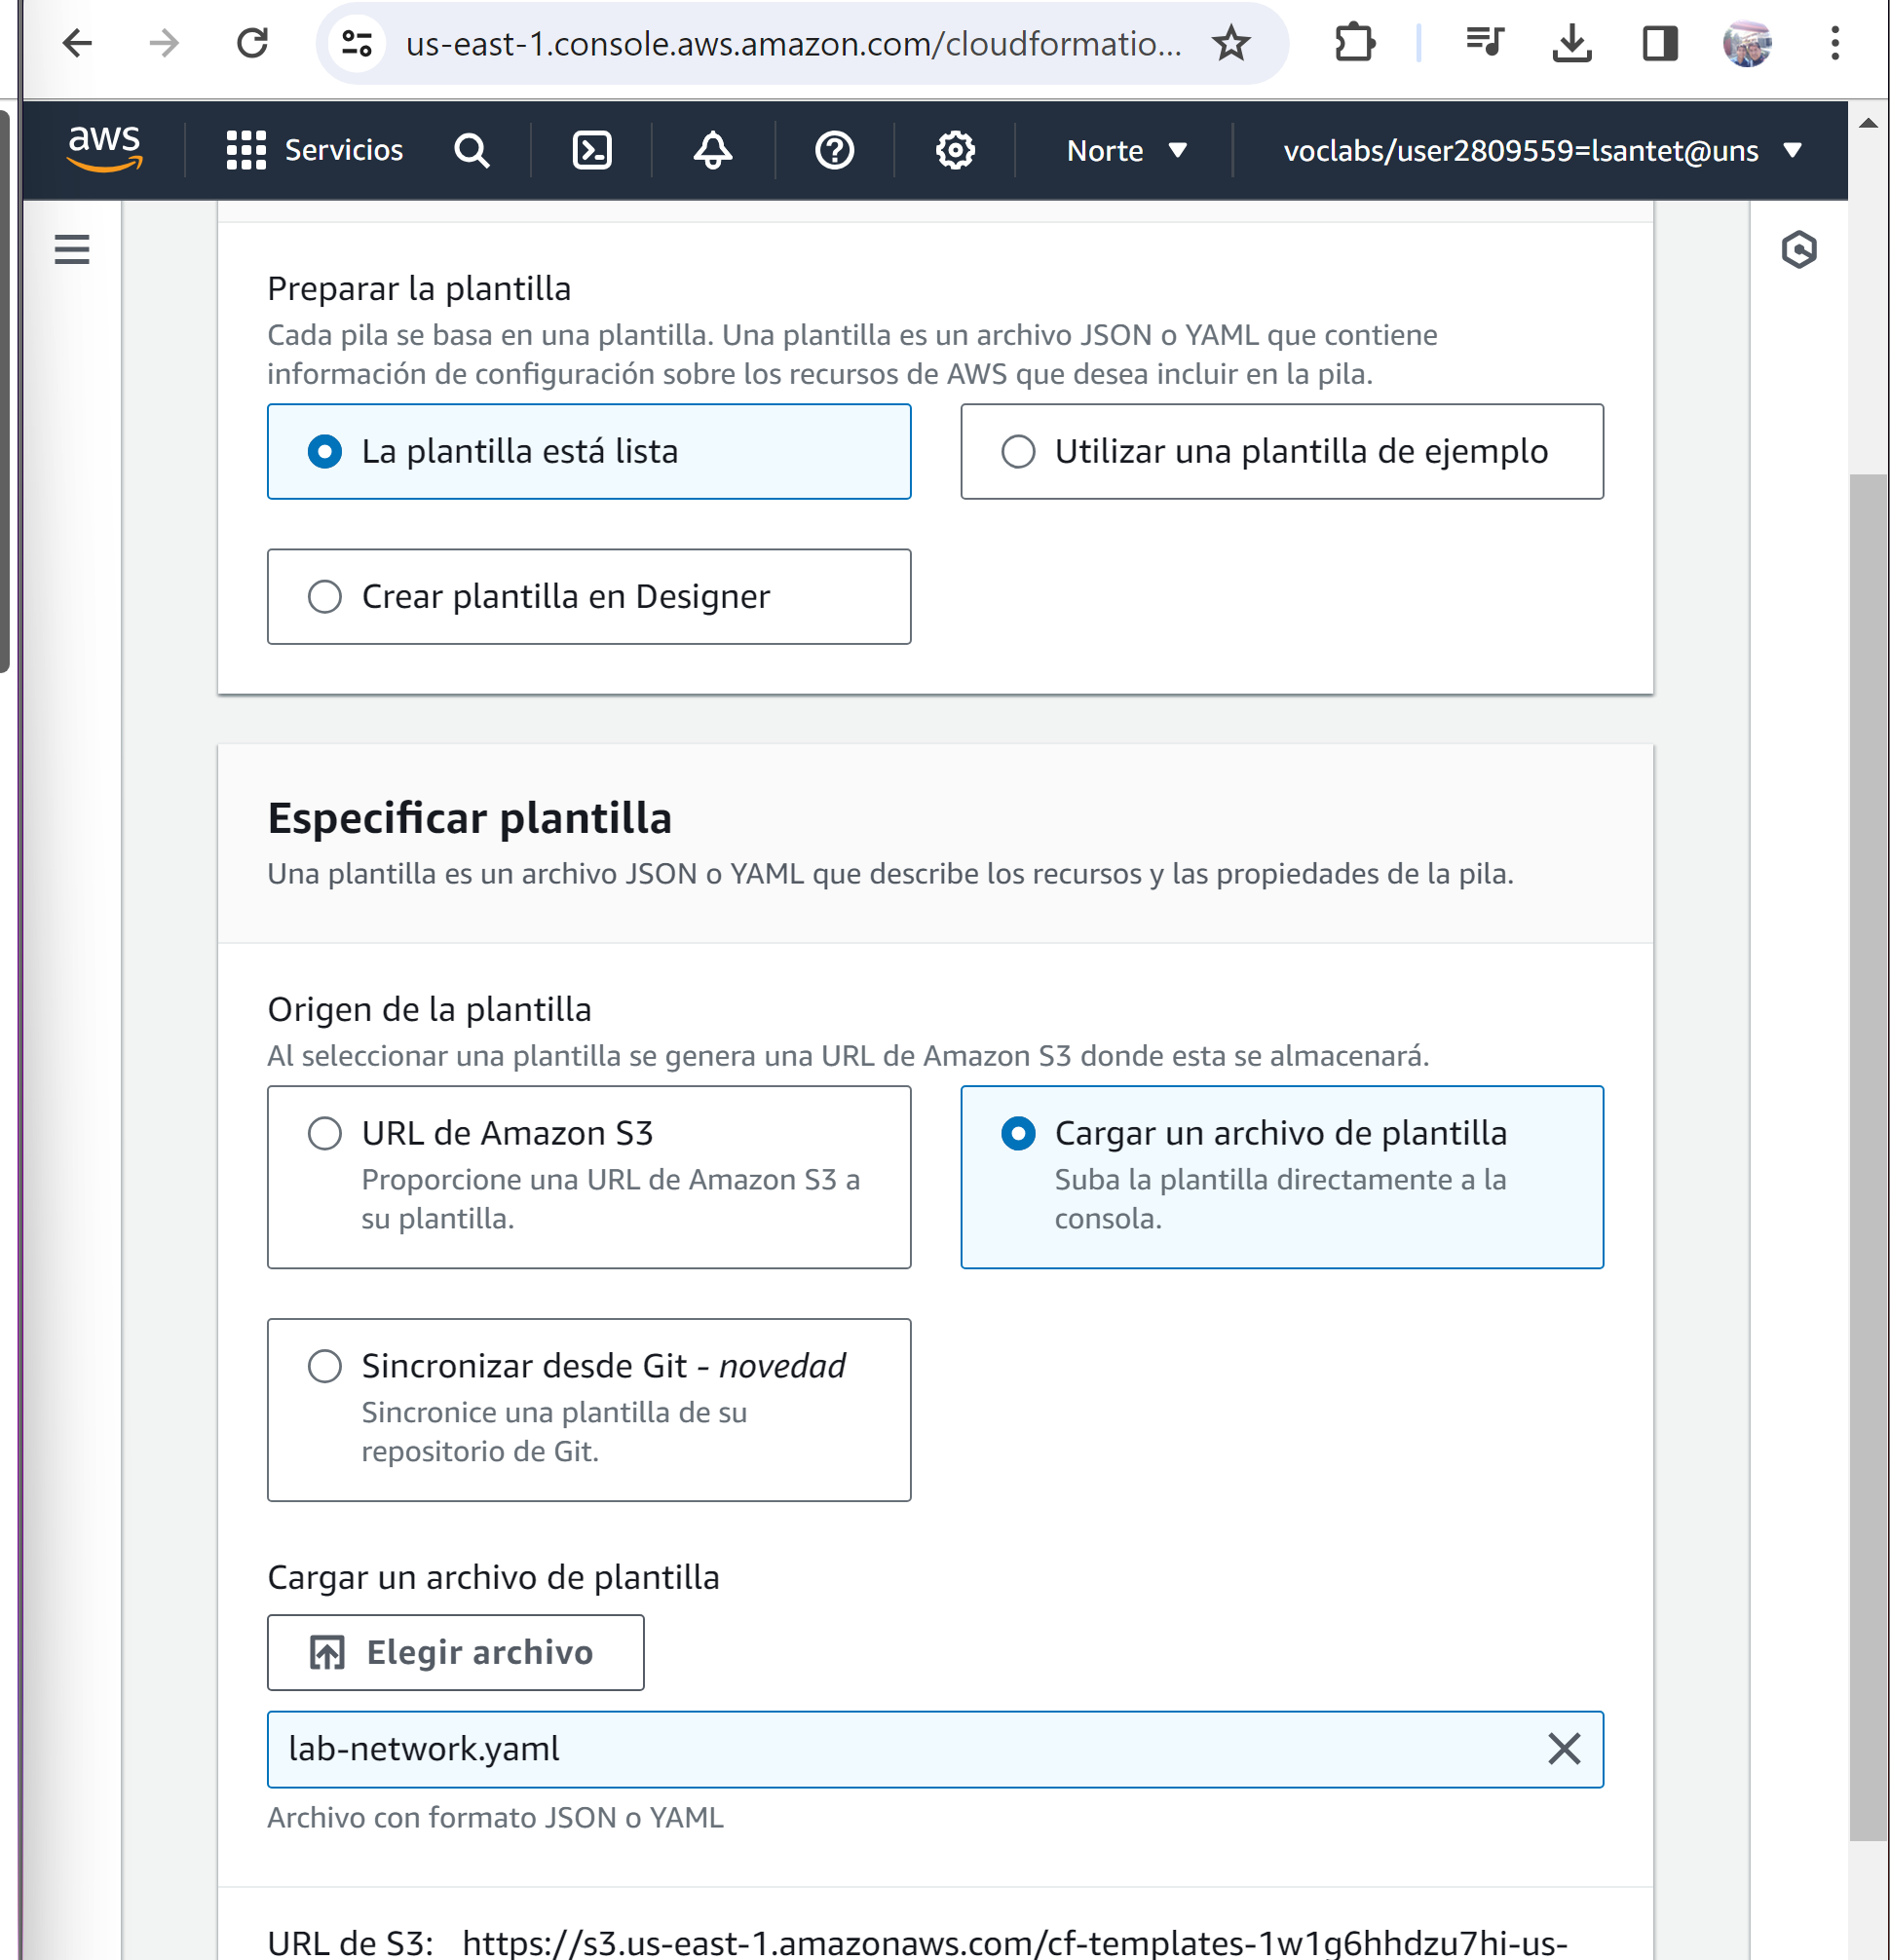 us-east-1.console.aws.amazon.com/cloudformatio...
aws
Servicios
Norte
voclabs/user2809559=lsantet@uns
Preparar la plantilla
Cada pila se basa en una plantilla. Una plantilla es un archivo JSON o YAML que contiene
información de configuración sobre los recursos de AWS que desea incluir en la pila.
La plantilla está lista
Utilizar una plantilla de ejemplo
Crear plantilla en Designer
Especificar plantilla
Una plantilla es un archivo JSON o YAML que describe los recursos y las propiedades de la pila.
Origen de la plantilla
Al seleccionar una plantilla se genera una URL de Amazon S3 donde esta se almacenará.
URL de Amazon S3
Proporcione una URL de Amazon S3 a
su plantilla.
Cargar un archivo de plantilla
Suba la plantilla directamente a la
consola.
Sincronizar desde Git - novedad
Sincronice una plantilla de su
repositorio de Git.
Cargar un archivo de plantilla
Elegir archivo
lab-network.yaml
Archivo con formato JSON o YAML
URL de S3: https://s3.us-east-1.amazonaws.com/cf-templates-1w1g6hhdzu7hi-us-